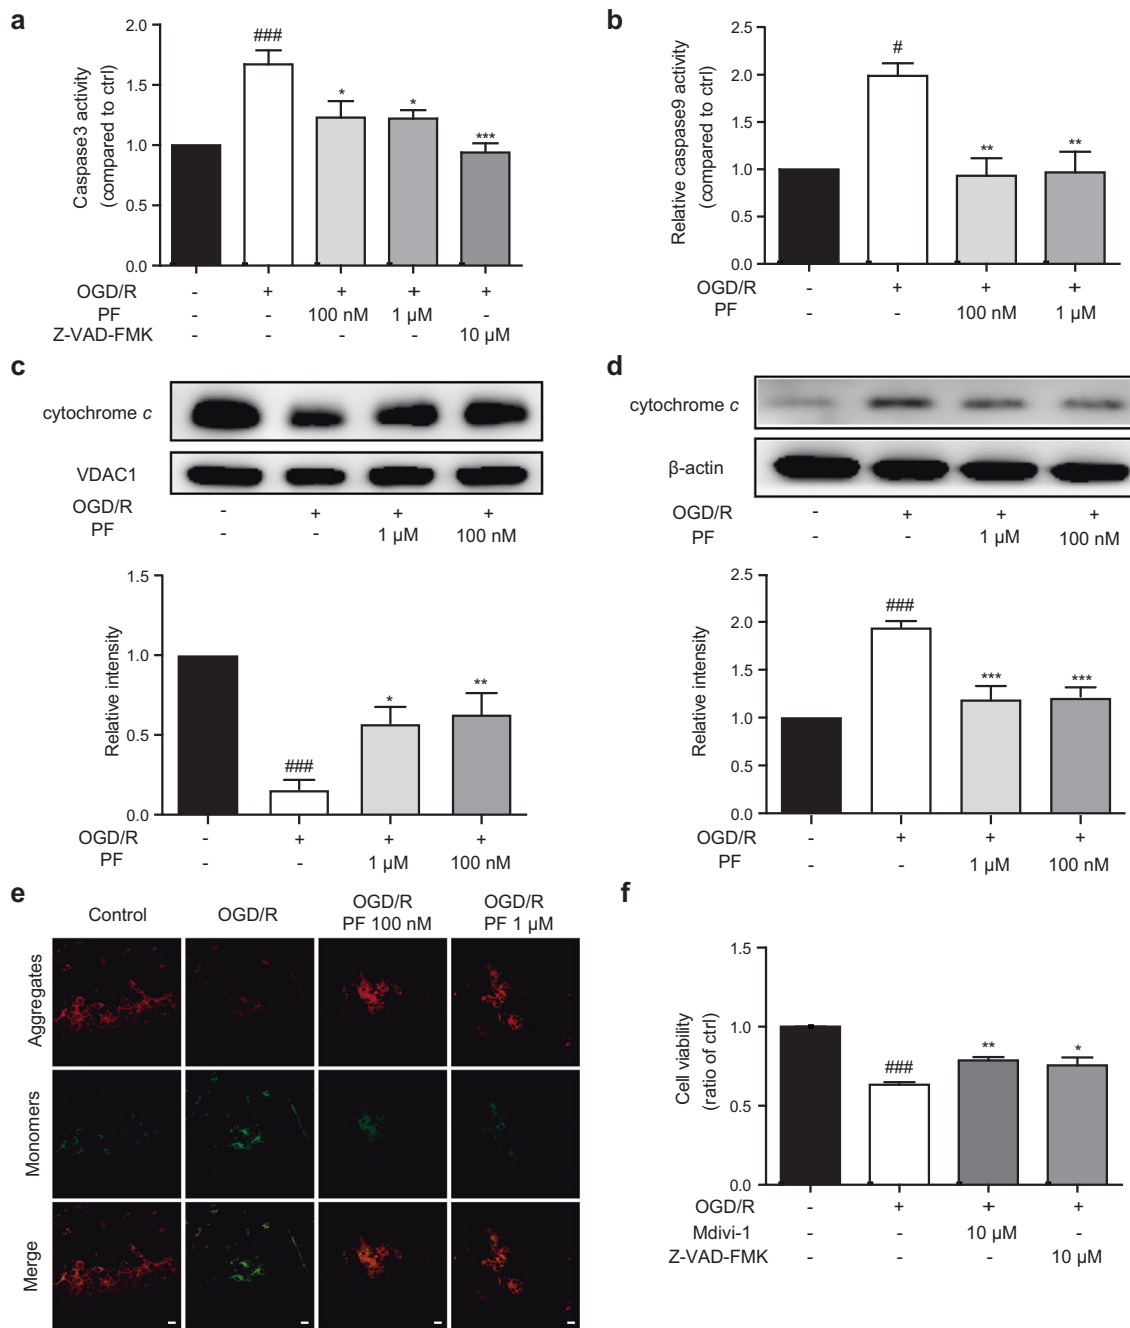 a
2.0
1.5
1.0
0.5
0.0
Caspase3 activity
(compared to ctrl)
###
*
*
***
OGD/R - + + + +
PF - - 100 nM 1 µM -
Z-VAD-FMK - - - - 10 µM
b
2.5
2.0
1.5
1.0
0.5
0.0
Relative caspase9 activity
(compared to ctrl)
#
**
**
OGD/R - + + +
PF - - 100 nM 1 µM
c
cytochrome c
VDAC1
OGD/R - + + +
PF - - 1 µM 100 nM
1.5
1.0
0.5
0.0
Relative intensity
###
*
**
OGD/R - + + +
PF - - 1 µM 100 nM
d
cytochrome c
β-actin
OGD/R - + + +
PF - - 1 µM 100 nM
2.5
2.0
1.5
1.0
0.5
0.0
Relative intensity
###
***
***
OGD/R - + + +
PF - - 1 µM 100 nM
e
Control
OGD/R
OGD/R
PF 100 nM
OGD/R
PF 1 µM
Aggregates
Monomers
Merge
f
1.5
1.0
0.5
0.0
Cell viability
(ratio of ctrl)
###
**
*
OGD/R - + + +
Mdivi-1 - - 10 µM -
Z-VAD-FMK - - - 10 µM